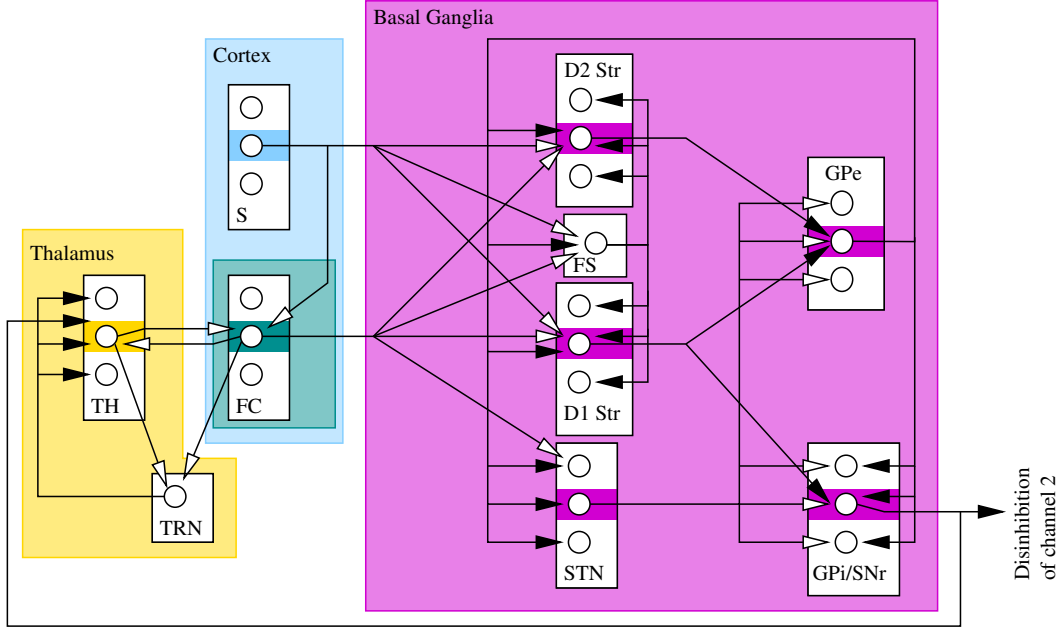 Basal Ganglia
Cortex
D2 Str
GPe
S
Thalamus
FS
TH
FC
D1 Str
TRN
STN
GPi/SNr
Disinhibition
of channel 2